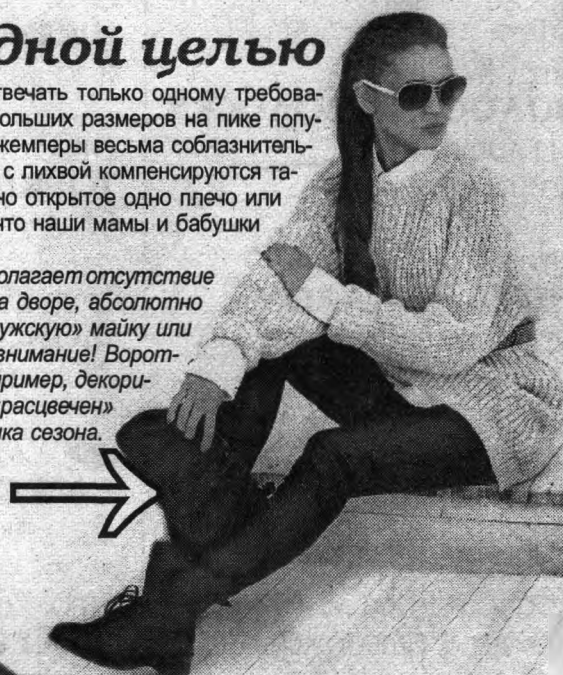 дной целью
твечать только одному требова-
ольших размеров на пике попу-
жемперы весьма соблазнитель-
с лихвой компенсируются та-
но открытое одно плечо или
что наши мамы и бабушки
олагает отсутствие
а дворе, абсолютно
ужскую» майку или
внимание! Ворот-
ример, декори-
расцвечен»
ка сезона.